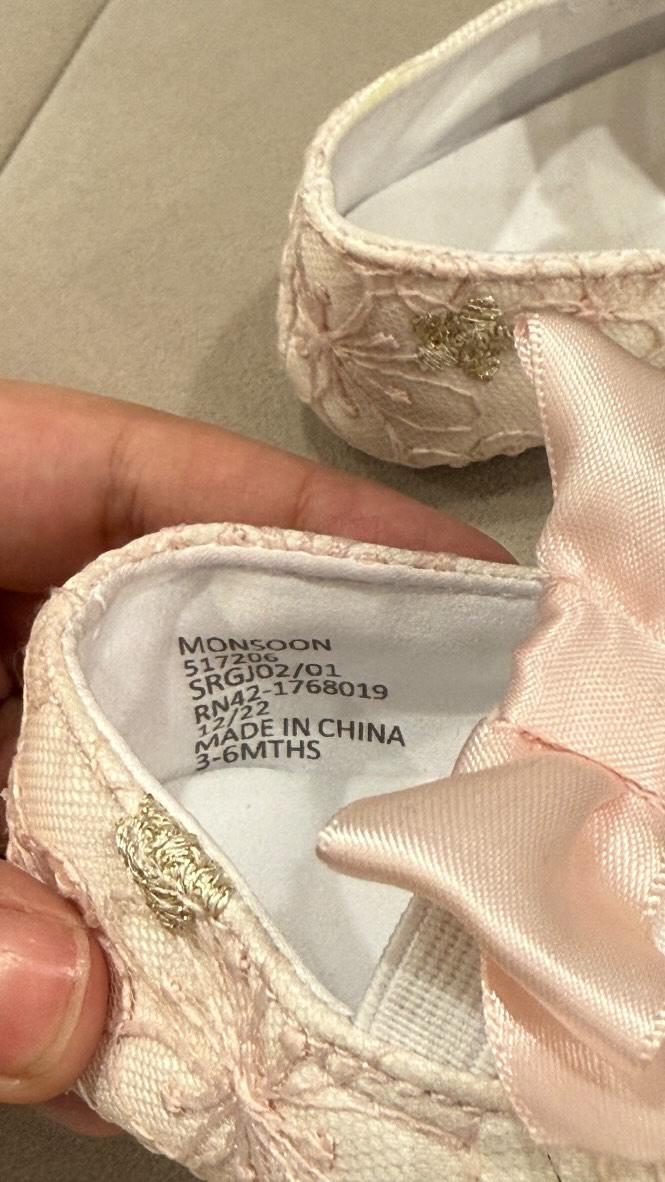 MONSOON
517206
SRGJ02/01
RN42-1768019
12/22
MADE IN CHINA
3-6MTHS